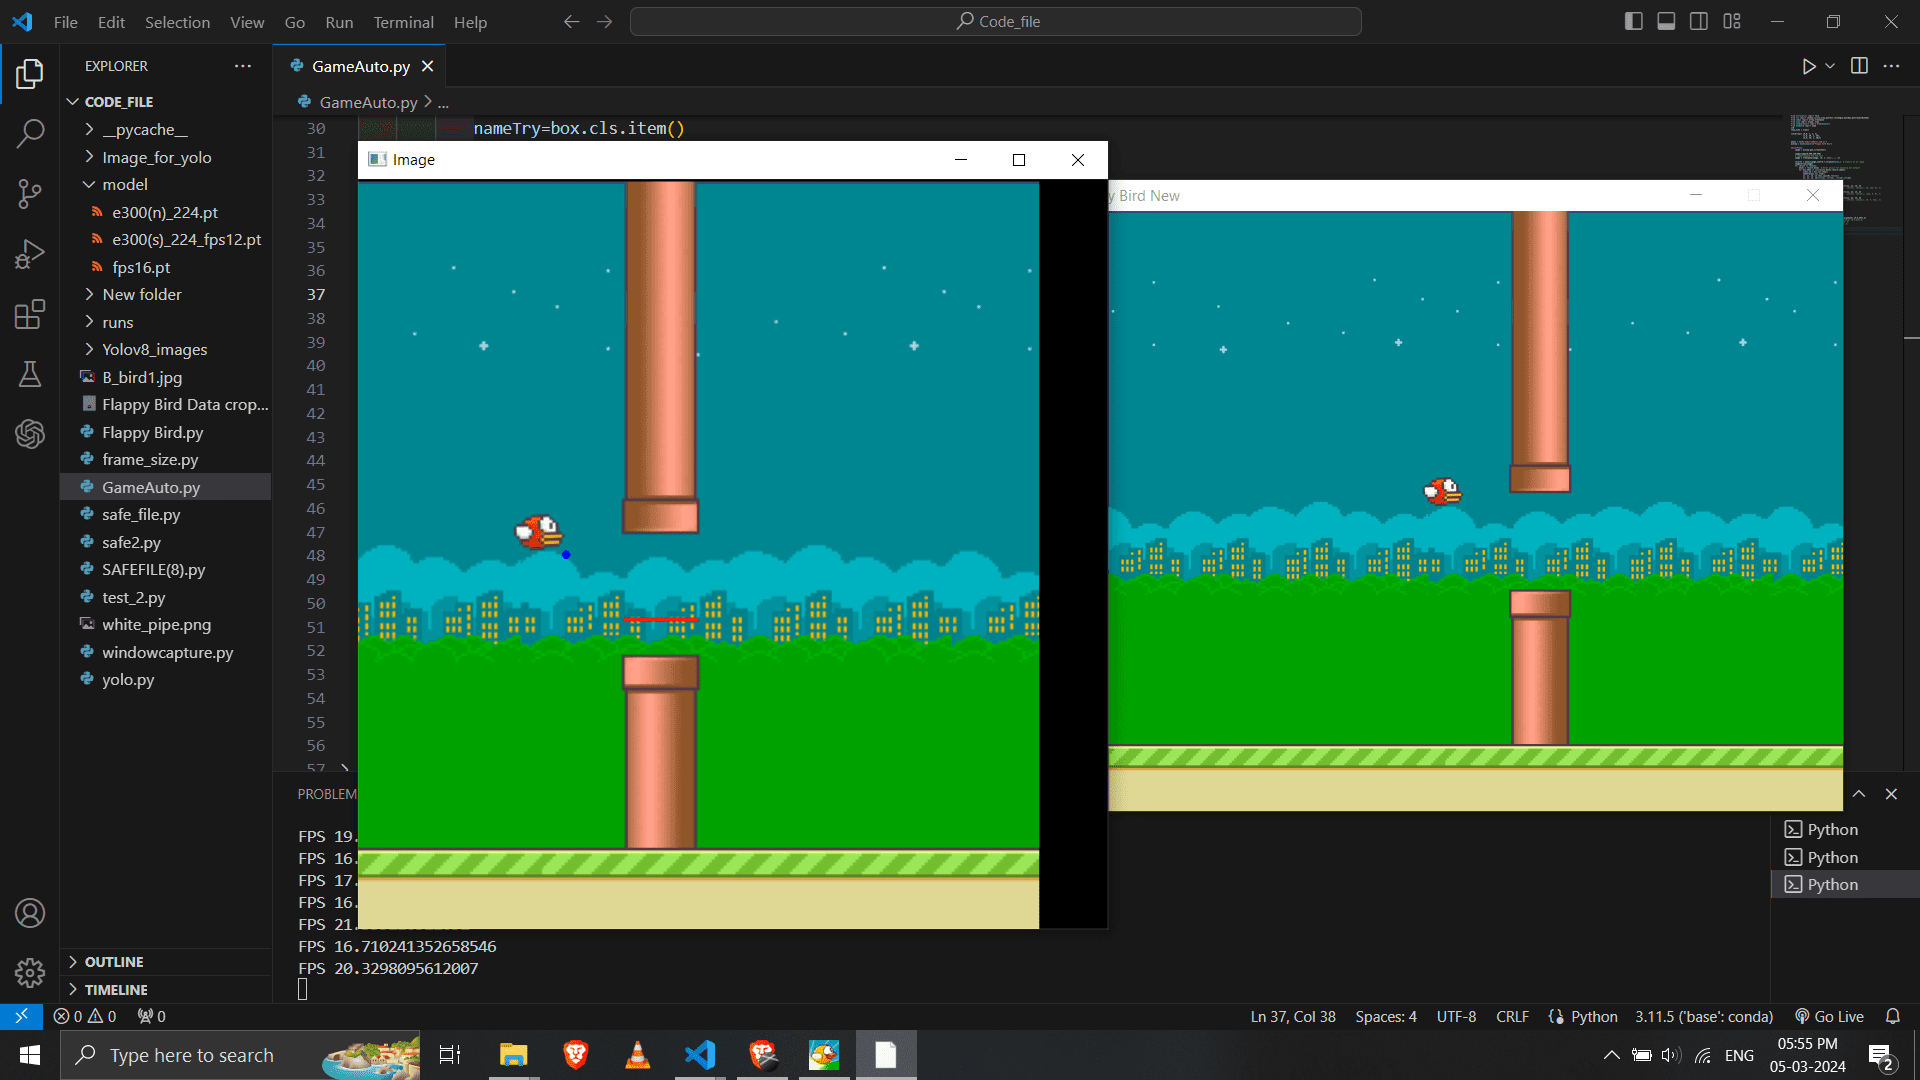 File Edit Selection View Go Run Terminal Help
Code_file
EXPLORER
CODE_FILE
__pycache__
Image_for_yolo
model
e300(n)_224.pt
e300(s)_224_fps12.pt
fps16.pt
New folder
runs
Yolov8_images
B_bird1.jpg
Flappy Bird Data crop...
Flappy Bird.py
frame_size.py
GameAuto.py
safe_file.py
safe2.py
SAFEFILE(8).py
test_2.py
white_pipe.png
windowcapture.py
yolo.py
OUTLINE
TIMELINE
GameAuto.py
GameAuto.py > ...
30 nameTry=box.cls.item()
31
32
33
34
35
36
37
38
39
40
41
42
43
44
45
46
47
48
49
50
51
52
53
54
55
56
57
Image
y Bird New
PROBLEM
FPS 19.
FPS 16.
FPS 17.
FPS 16.
FPS 21.
FPS 16.710241352658546
FPS 20.3298095612007
Python
Python
Python
0 0 0
Ln 37, Col 38 Spaces: 4 UTF-8 CRLF Python 3.11.5 ('base': conda) Go Live
Type here to search
ENG
05:55 PM
05-03-2024
2